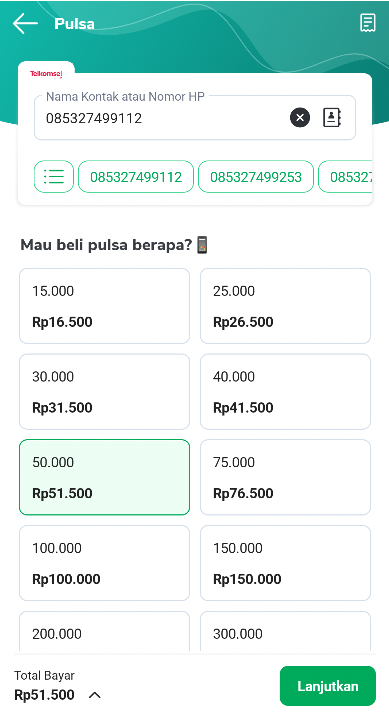 Pulsa
Telkomsel
Nama Kontak atau Nomor HP
085327499112
085327499112 085327499253 085327
Mau beli pulsa berapa?
15.000 25.000
Rp16.500 Rp26.500
30.000 40.000
Rp31.500 Rp41.500
50.000 75.000
Rp51.500 Rp76.500
100.000 150.000
Rp100.000 Rp150.000
200.000 300.000
Total Bayar
Rp51.500
Lanjutkan